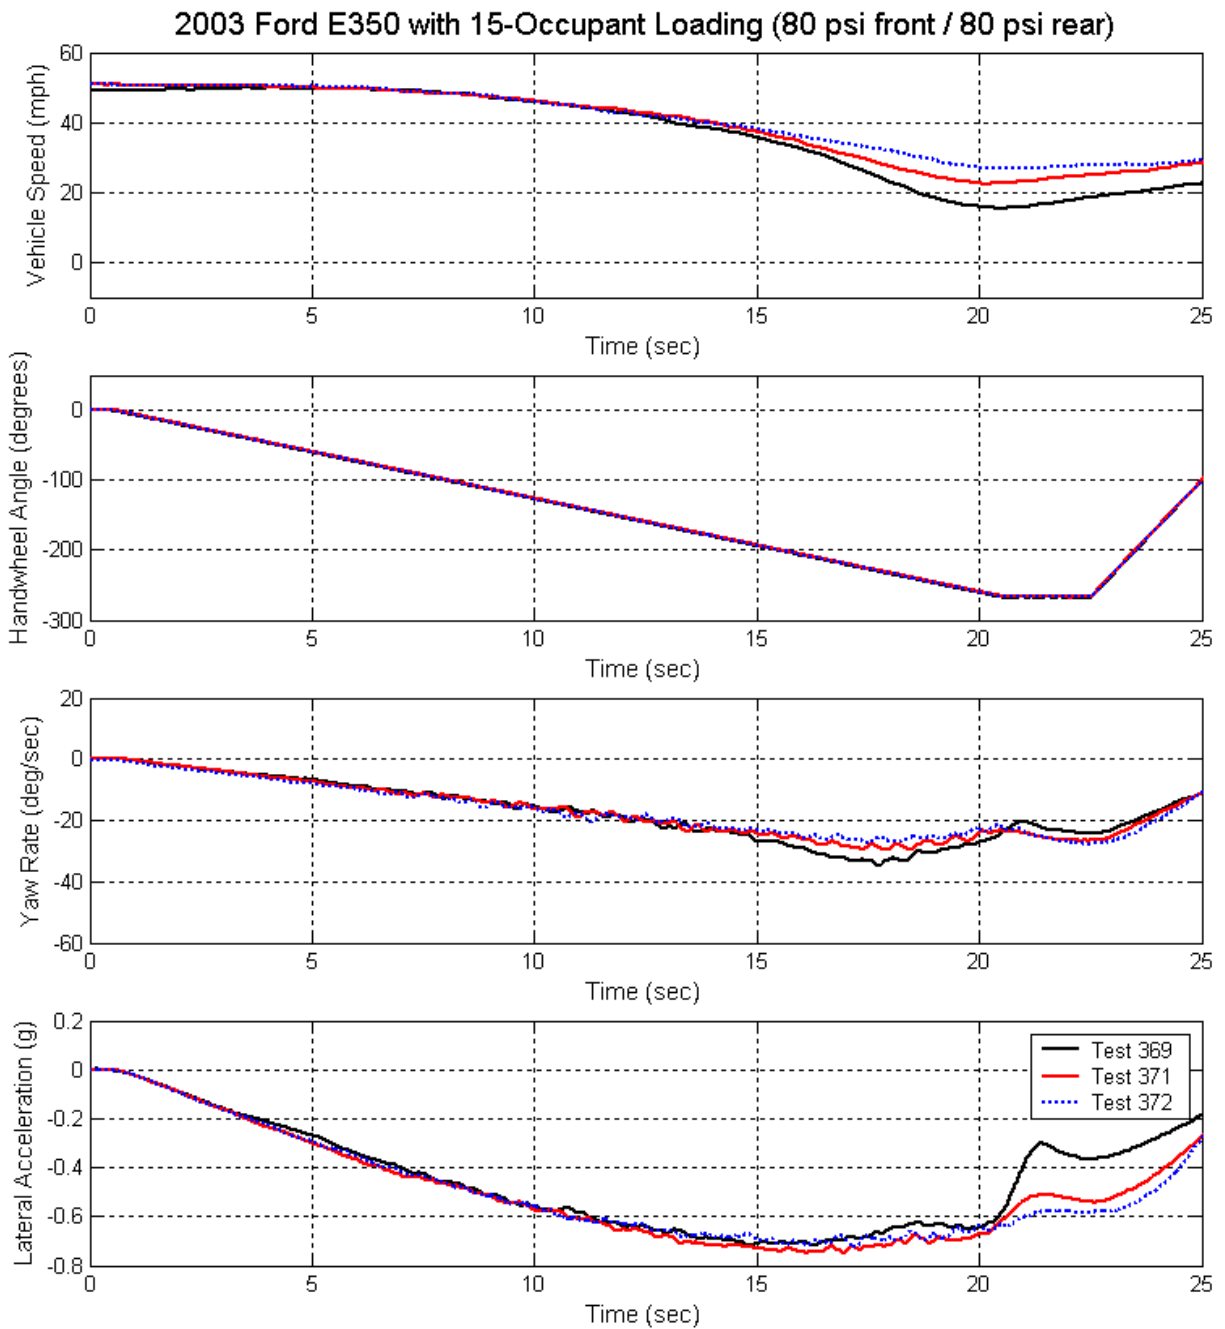 2003 Ford E350 with 15-Occupant Loading (80 psi front / 80 psi rear)
Vehicle Speed (mph)
60
40
20
0
0 5 10 15 20 25
Time (sec)
Handwheel Angle (degrees)
0
-100
-200
-300
0 5 10 15 20 25
Time (sec)
Yaw Rate (deg/sec)
20
0
-20
-40
-60
0 5 10 15 20 25
Time (sec)
Lateral Acceleration (g)
0.2
0
-0.2
-0.4
-0.6
-0.8
Test 369
Test 371
Test 372
0 5 10 15 20 25
Time (sec)